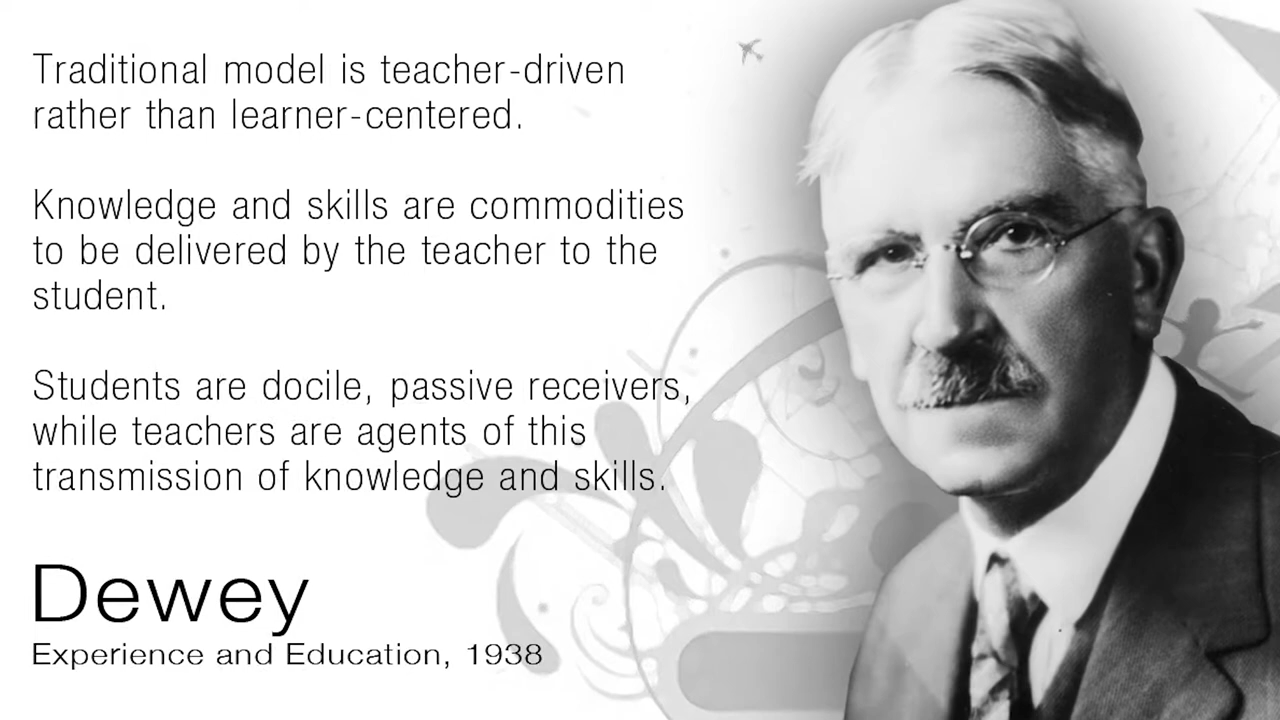 Traditional model is teacher-driven
rather than learner-centered.
Knowledge and skills are commodities
to be delivered by the teacher to the
student.
Students are docile, passive receivers,
while teachers are agents of this
transmission of knowledge and skills.
Dewey
Experience and Education, 1938